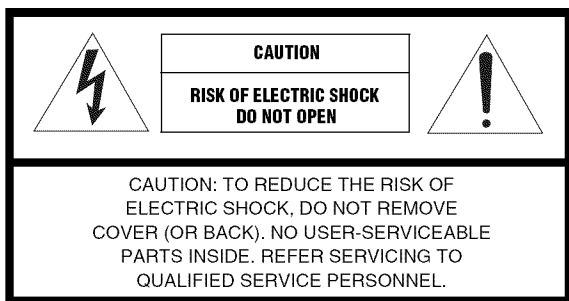 CAUTION
RISK OF ELECTRIC SHOCK
DO NOT OPEN
CAUTION: TO REDUCE THE RISK OF
ELECTRIC SHOCK, DO NOT REMOVE
COVER (OR BACK). NO USER-SERVICEABLE
PARTS INSIDE. REFER SERVICING TO
QUALIFIED SERVICE PERSONNEL.